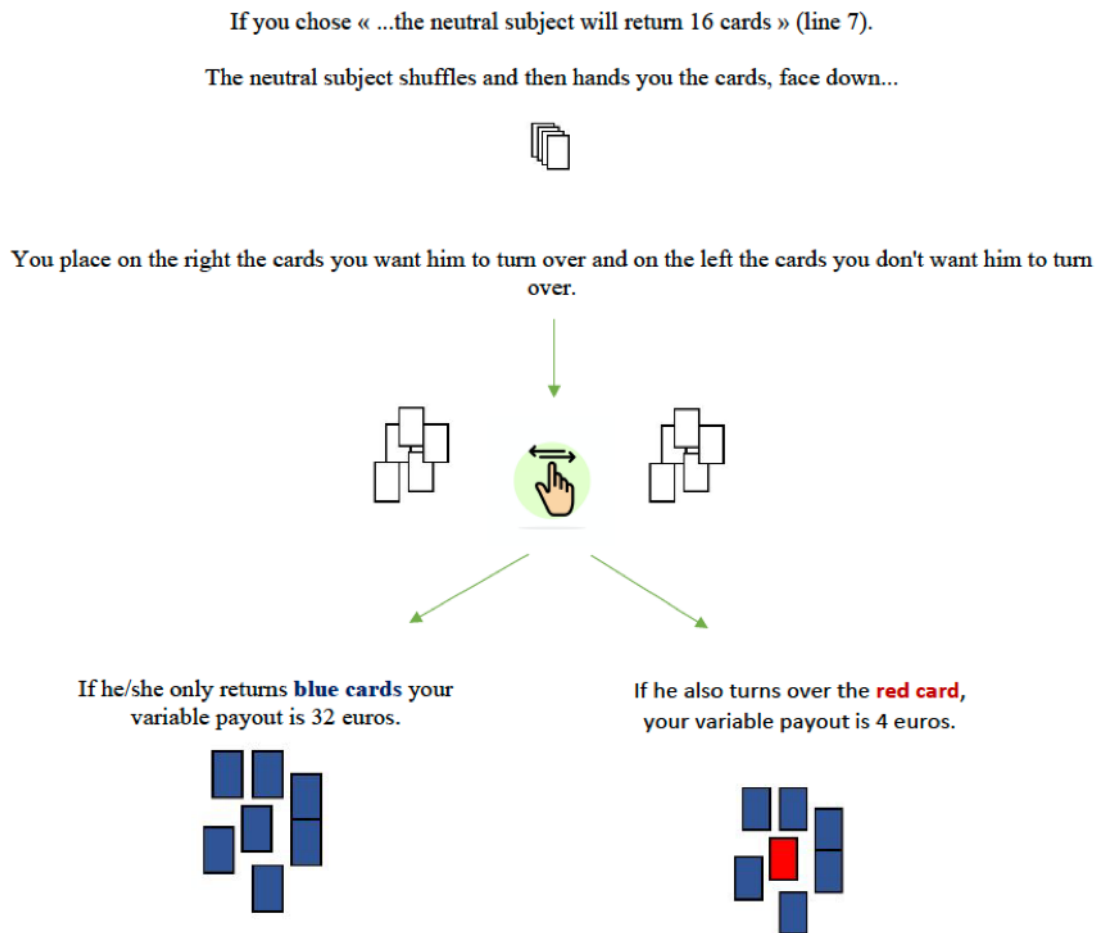 If you chose « ...the neutral subject will return 16 cards » (line 7).
The neutral subject shuffles and then hands you the cards, face down...
You place on the right the cards you want him to turn over and on the left the cards you don't want him to turn
over.
If he/she only returns blue cards your
variable payout is 32 euros.
If he also turns over the red card,
your variable payout is 4 euros.